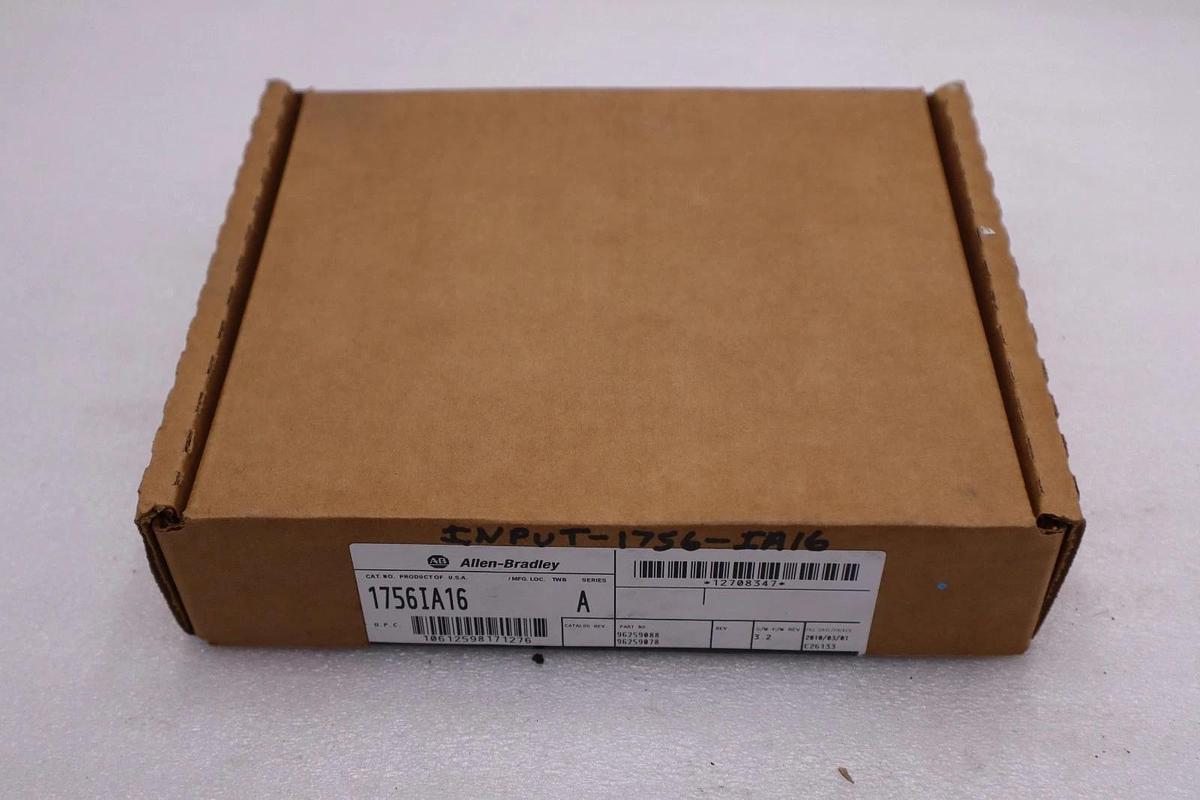 INPUT-1756-IA16
AB Allen-Bradley
CAT. NO. PRODUCT OF U.S.A. / MFG. LOC. TWB SERIES
1756IA16 A
U.P.C.
10612598171276
CATALOG REV.
*12708347*
PART NO
96259088
96259078
REV
S/W F/W REV
3.2
2010/03/01
C26133